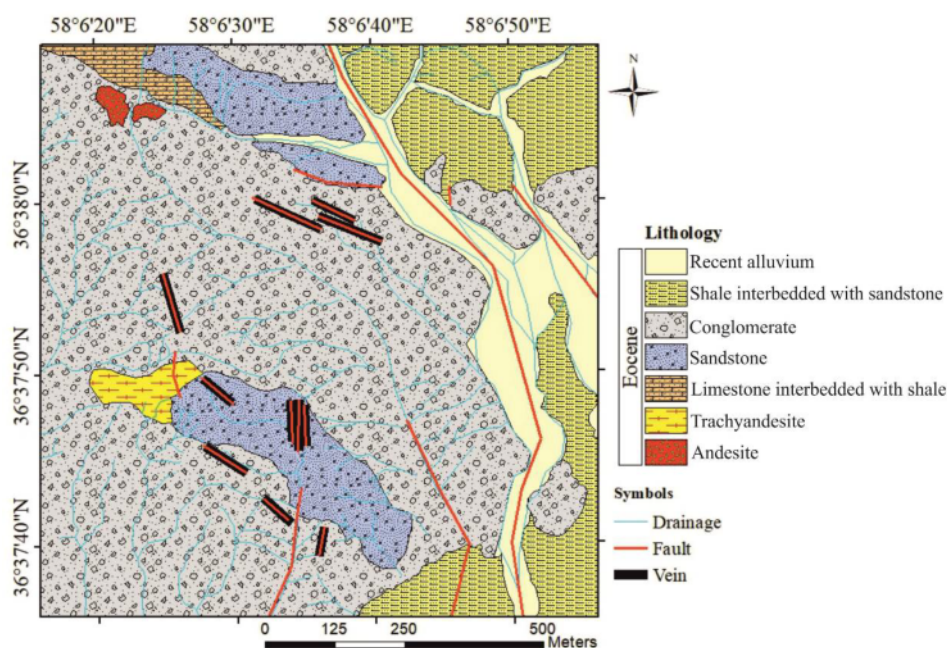 58°6'20"E 58°6'30"E 58°6'40"E 58°6'50"E
N
36°38'0"N
36°37'50"N
36°37'40"N
Lithology
Eocene
Recent alluvium
Shale interbedded with sandstone
Conglomerate
Sandstone
Limestone interbedded with shale
Trachyandesite
Andesite
Symbols
Drainage
Fault
Vein
0 125 250 500
Meters